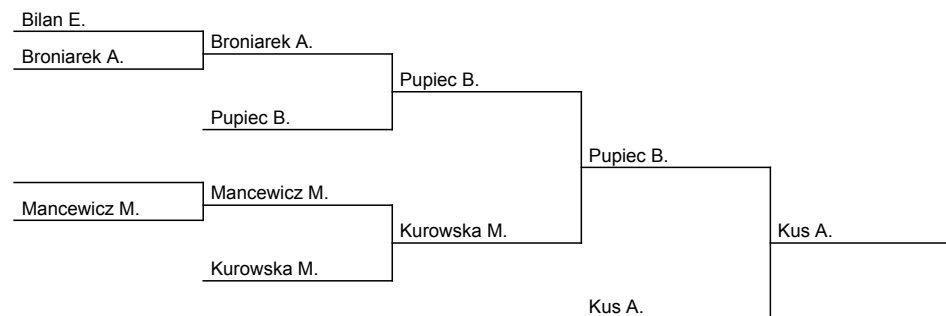 Bilan E.
Broniarek A.
Broniarek A.
Pupiec B.
Pupiec B.
Pupiec B.
Mancewicz M.
Mancewicz M.
Kurowska M.
Kus A.
Kurowska M.
Kus A.